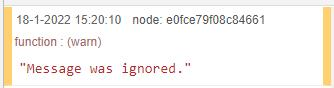 18-1-2022 15:20:10 node: e0fce79f08c84661
function : (warn)
"Message was ignored."